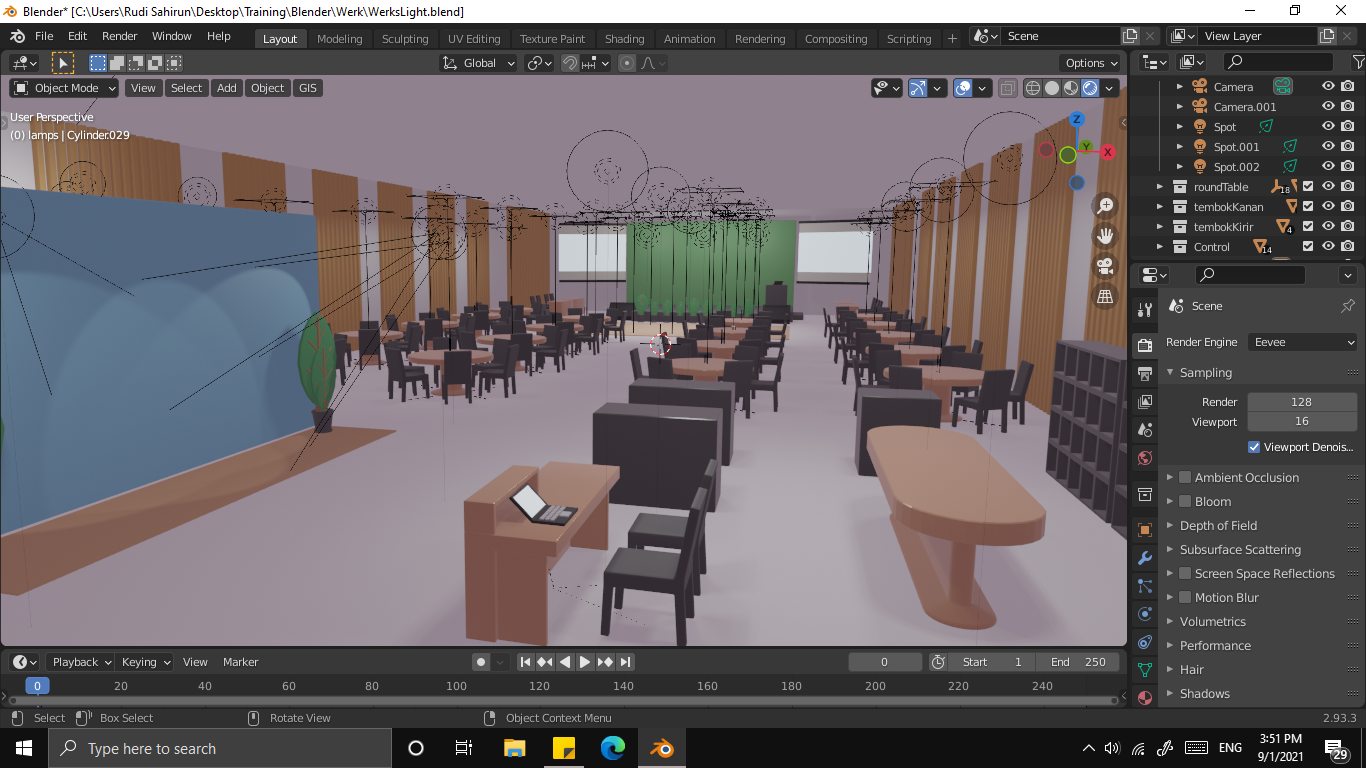 Blender* [C:\Users\Rudi Sahirun\Desktop\Training\Blender\Werk\WerksLight.blend]
File Edit Render Window Help Layout Modeling Sculpting UV Editing Texture Paint Shading Animation Rendering Compositing Scripting + Scene View Layer
Global Options
Object Mode View Select Add Object GIS
User Perspective
(0) lamps | Cylinder.029
Z
Y
X
Camera
Camera.001
Spot
Spot.001
Spot.002
roundTable 18
tembokKanan
tembokKirir 4
Control 14
Scene
Render Engine Eevee
Sampling
Render 128
Viewport 16
Viewport Denois...
Ambient Occlusion
Bloom
Depth of Field
Subsurface Scattering
Screen Space Reflections
Motion Blur
Volumetrics
Performance
Hair
Shadows
Playback Keying View Marker 0 Start 1 End 250
0 20 40 60 80 100 120 140 160 180 200 220 240
Select Box Select Rotate View Object Context Menu 2.93.3
Type here to search
ENG
3:51 PM
9/1/2021
29